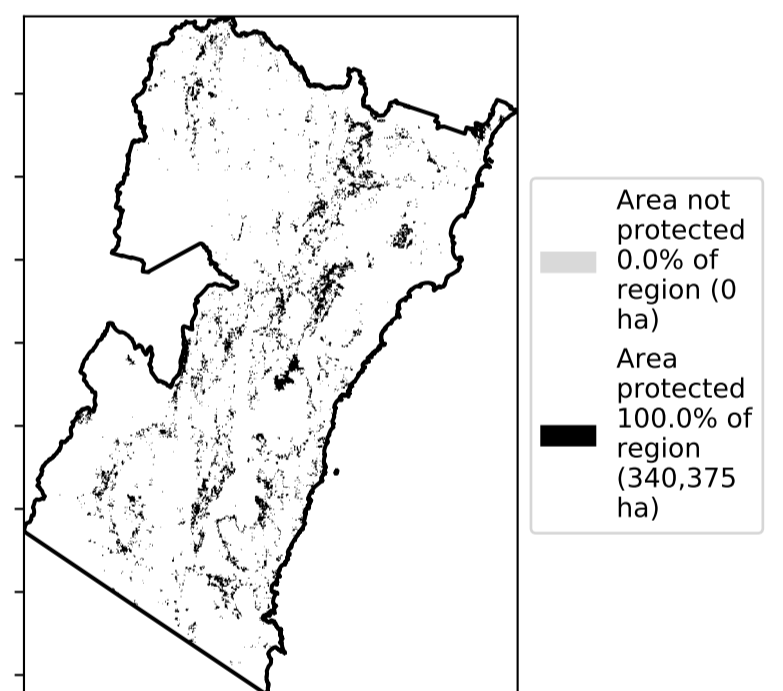 Area not
protected
0.0% of
region (0
ha)
Area
protected
100.0% of
region
(340,375
ha)